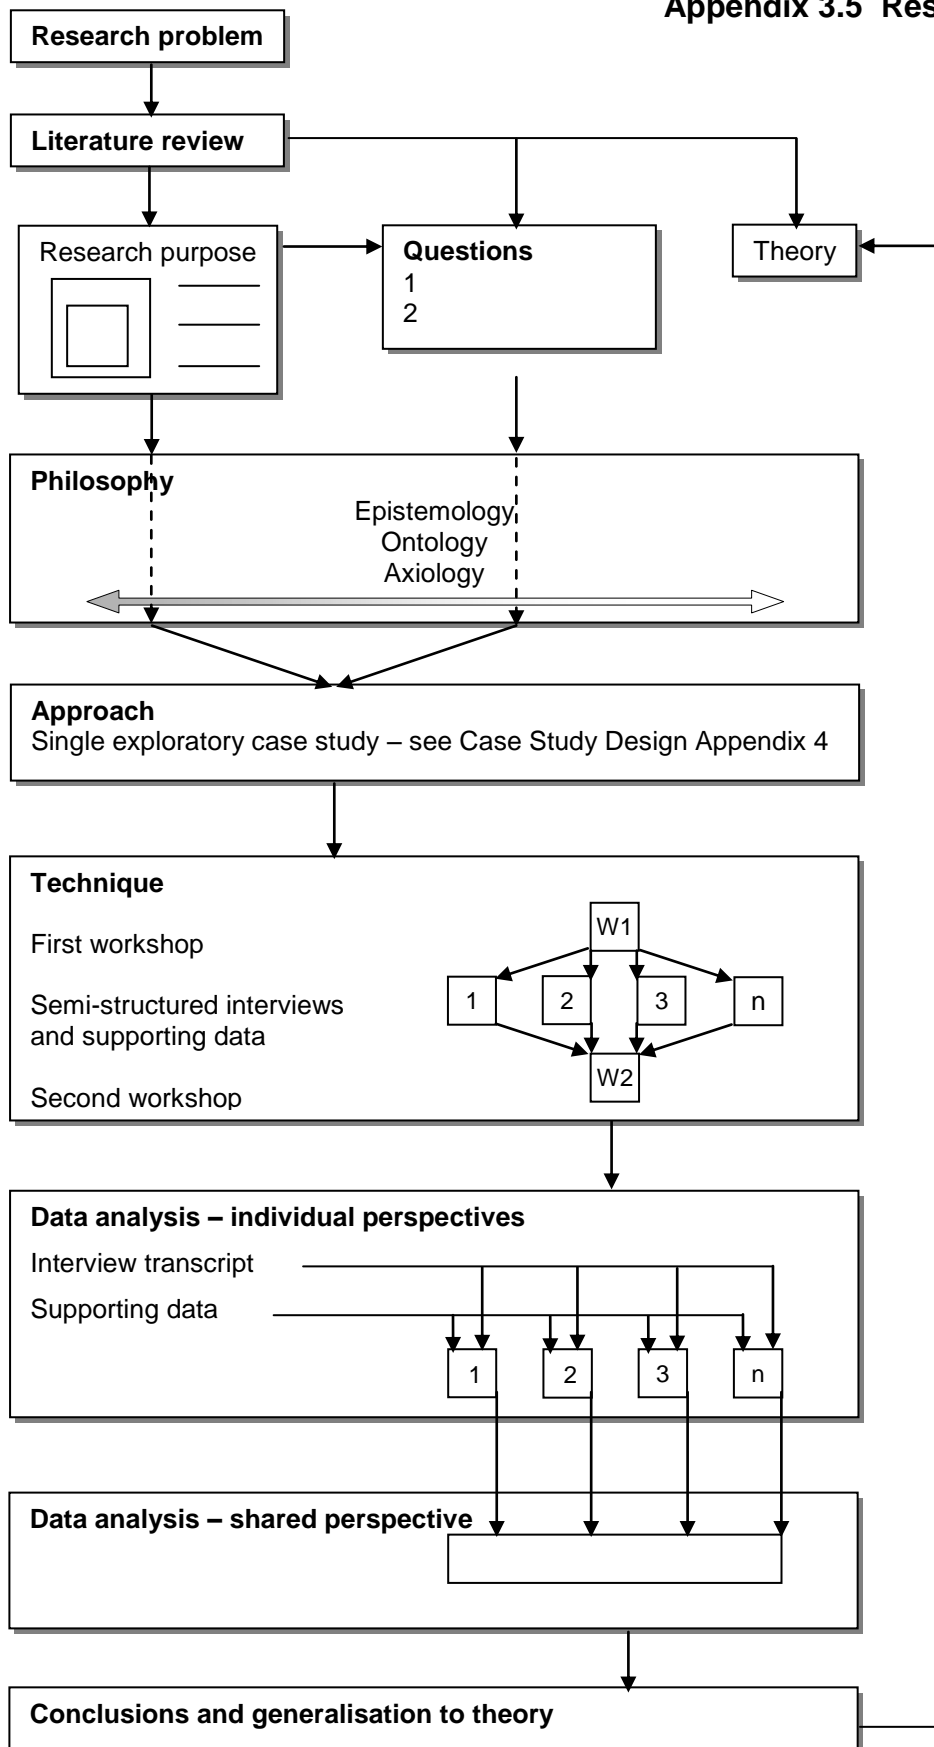 Appendix 3.5 Res
Research problem
Literature review
Research purpose
Questions
1
2
Theory
Philosophy
Epistemology
Ontology
Axiology
Approach
Single exploratory case study – see Case Study Design Appendix 4
Technique
First workshop
Semi-structured interviews
and supporting data
Second workshop
W1
1
2
3
n
W2
Data analysis – individual perspectives
Interview transcript
Supporting data
1
2
3
n
Data analysis – shared perspective
Conclusions and generalisation to theory